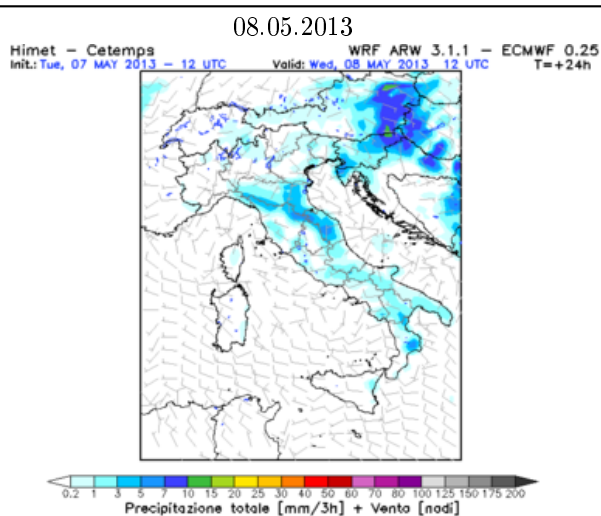 08.05.2013
Himet – Cetemps WRF ARW 3.1.1 – ECMWF 0.25
Init.: Tue, 07 MAY 2013 – 12 UTC Valid: Wed, 08 MAY 2013 12 UTC T=+24h
0.2 1 3 5 7 10 15 20 25 30 40 50 60 70 80 100 125 150 175 200
Precipitazione totale [mm/3h] + Vento [nodi]